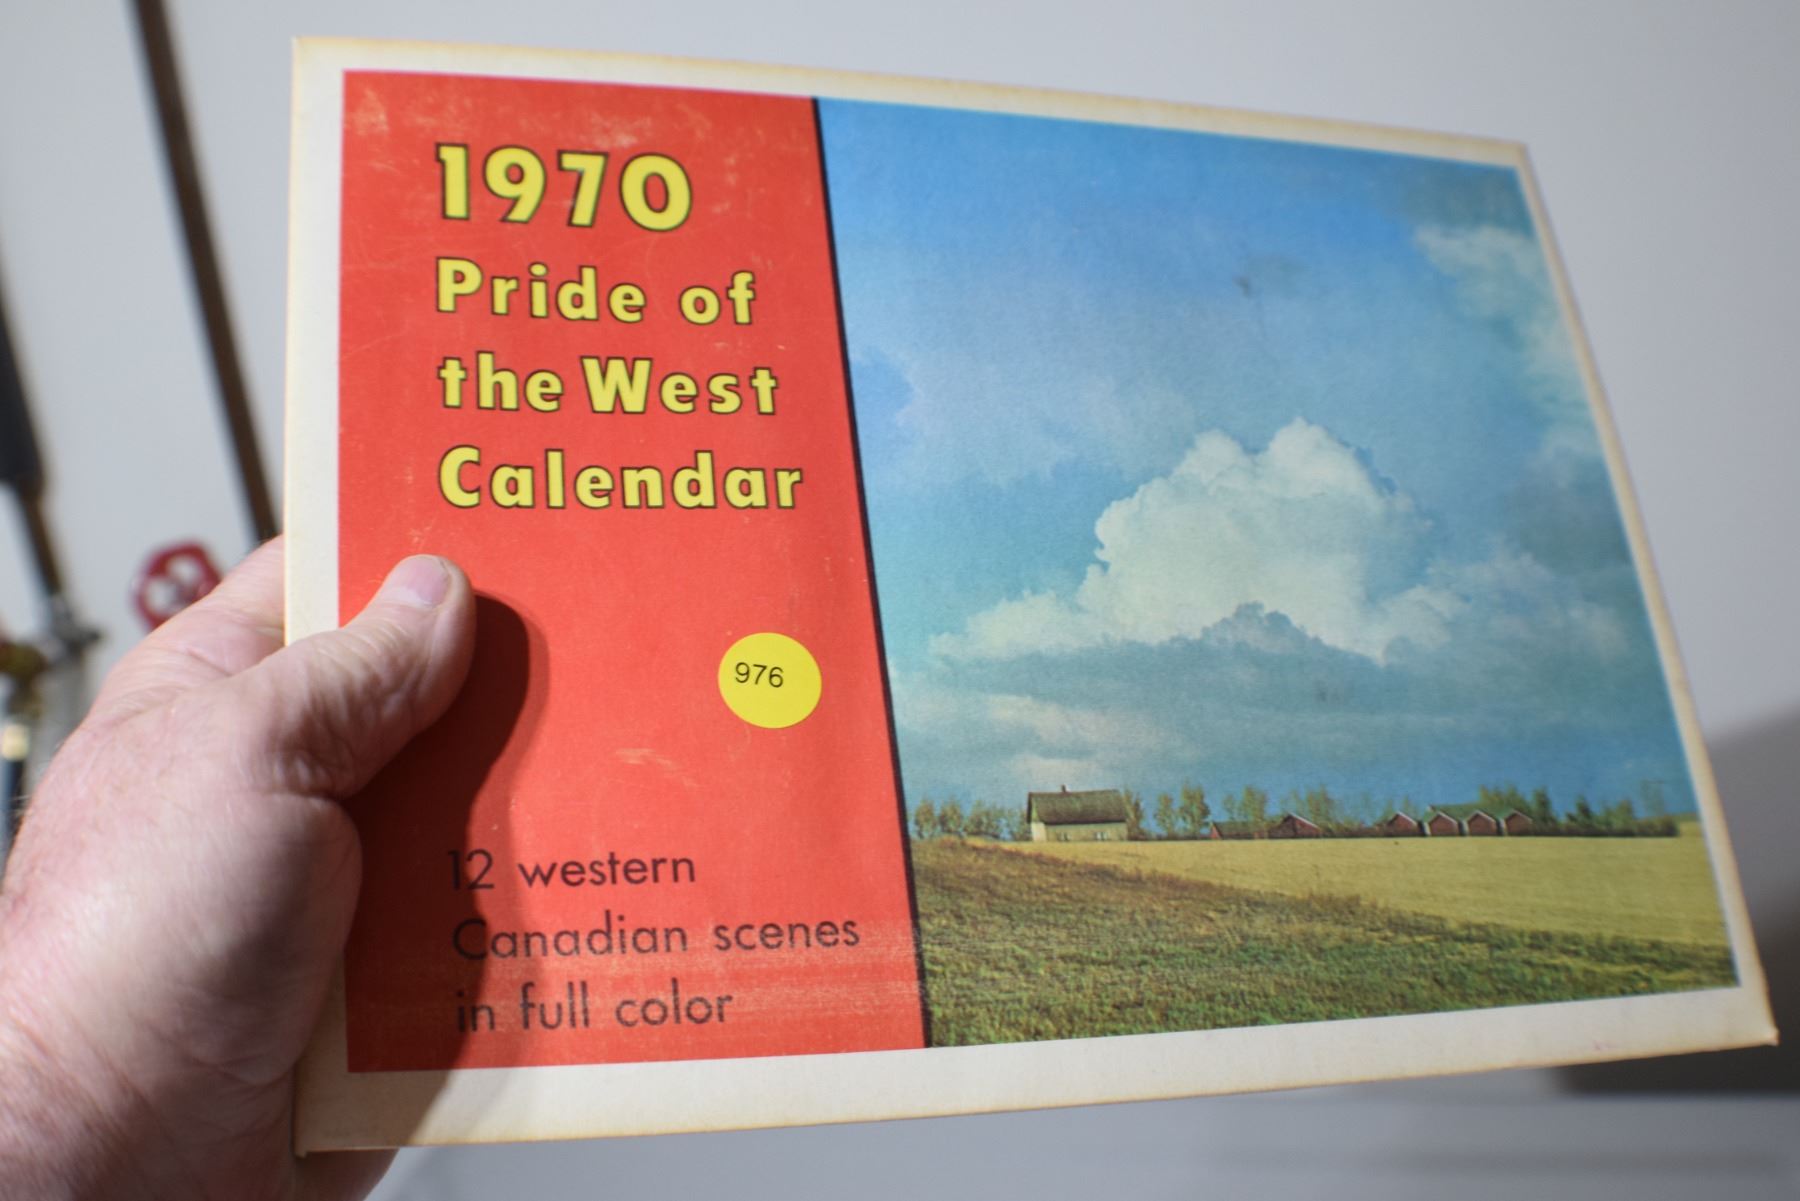 1970
Pride of
the West
Calendar
976
12 western
Canadian scenes
in full color